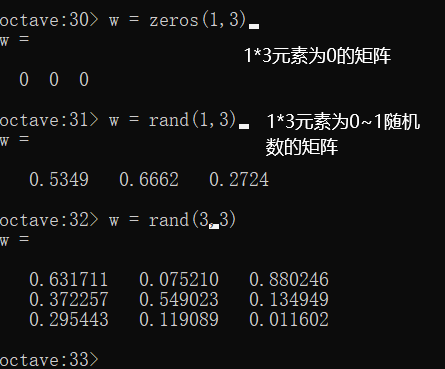 octave:30> w = zeros(1,3)
w =
1*3元素为0的矩阵
0 0 0
octave:31> w = rand(1,3)
1*3元素为0~1随机
数的矩阵
w =
0.5349 0.6662 0.2724
octave:32> w = rand(3,3)
w =
0.631711 0.075210 0.880246
0.372257 0.549023 0.134949
0.295443 0.119089 0.011602
octave:33>